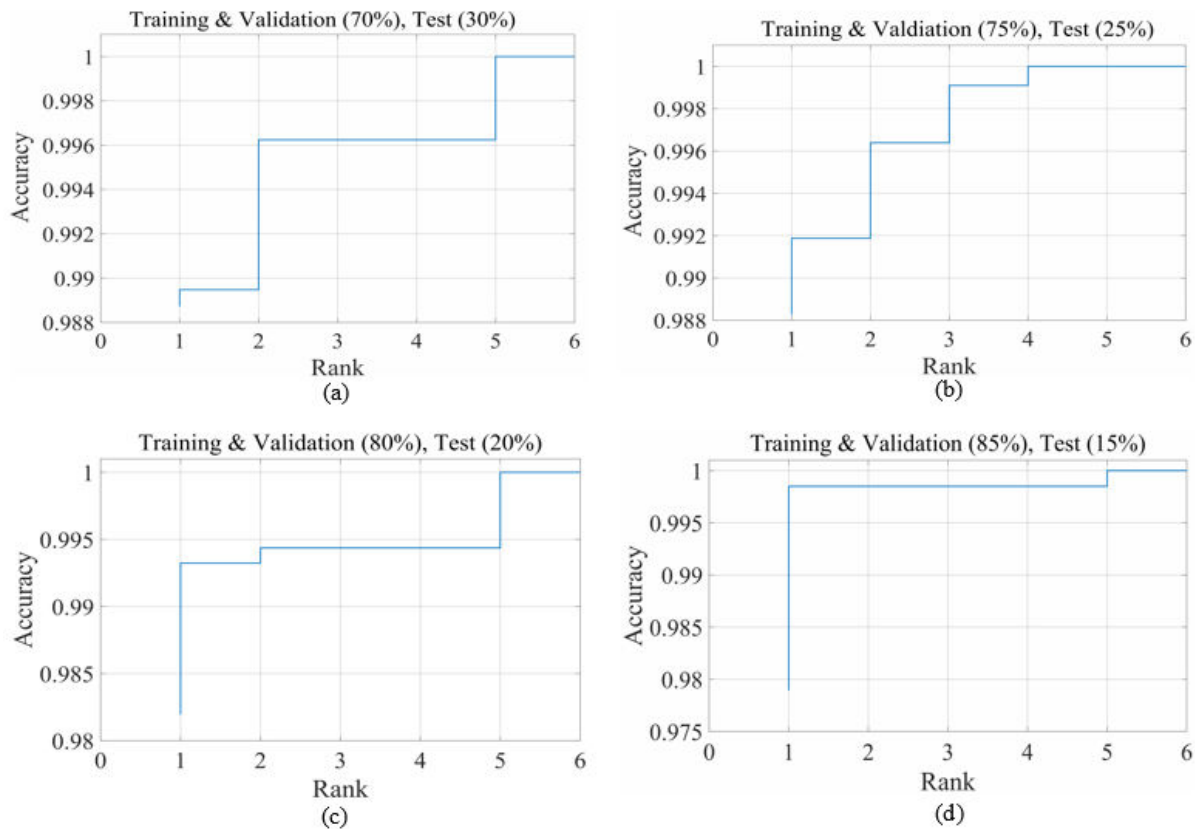 Training & Validation (70%), Test (30%)
1
0.998
0.996
0.994
0.992
0.99
0.988
Accuracy
0 1 2 3 4 5 6
Rank
(a)
Training & Valdiation (75%), Test (25%)
1
0.998
0.996
0.994
0.992
0.99
0.988
Accuracy
0 1 2 3 4 5 6
Rank
(b)
Training & Validation (80%), Test (20%)
1
0.995
0.99
0.985
0.98
Accuracy
0 1 2 3 4 5 6
Rank
(c)
Training & Validation (85%), Test (15%)
1
0.995
0.99
0.985
0.98
0.975
Accuracy
0 1 2 3 4 5 6
Rank
(d)